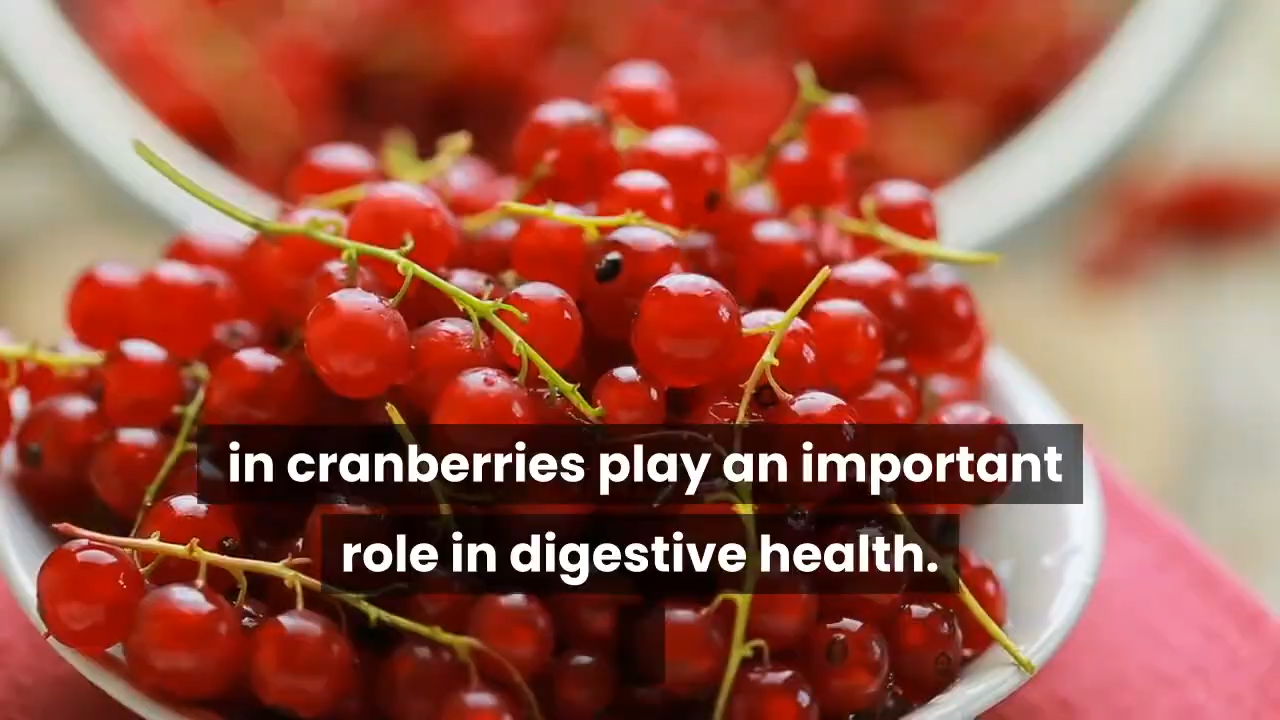 in cranberries play an important
role in digestive health.